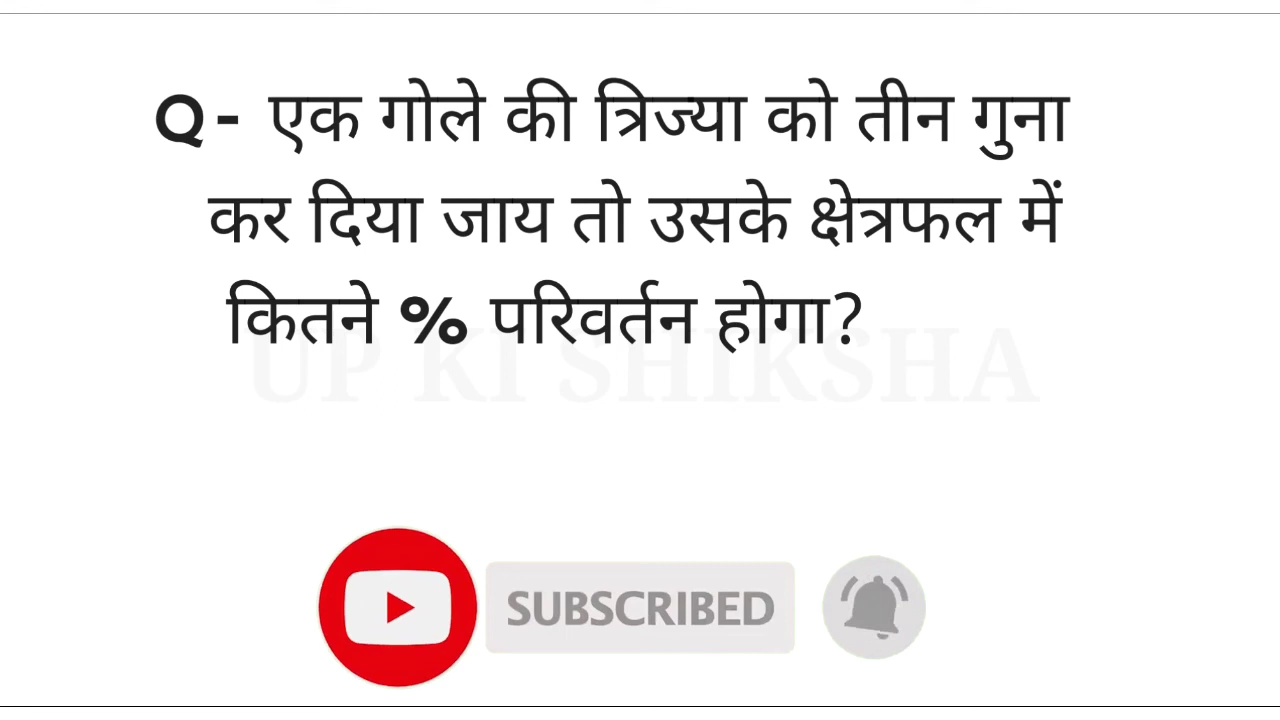 Q- एक गोले की त्रिज्या को तीन गुना
कर दिया जाय तो उसके क्षेत्रफल में
कितने % परिवर्तन होगा?
UP KI SHIKSHA
SUBSCRIBED